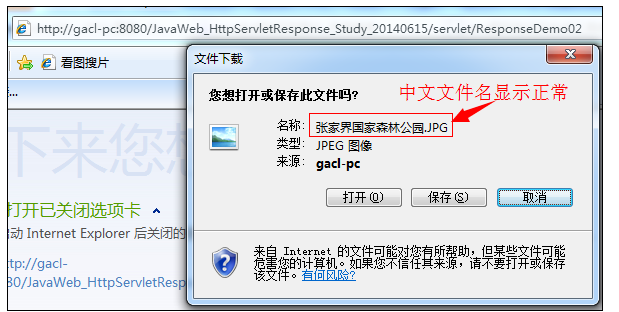 http://gacl-pc:8080/JavaWeb_HttpServletResponse_Study_20140615/servlet/ResponseDemo02
看图搜片
文件下载
您想打开或保存此文件吗?
中文文件名显示正常
名称: 张家界国家森林公园.JPG
类型: JPEG 图像
来源: gacl-pc
打开(O) 保存(S) 取消
下来您想
打开已关闭选项卡
动 Internet Explorer 后关闭的
ttp://gacl-
80/JavaWeb_HttpServletResp
来自 Internet 的文件可能对您有所帮助，但某些文件可能
危害您的计算机。如果您不信任其来源，请不要打开或保存
该文件。有何风险?